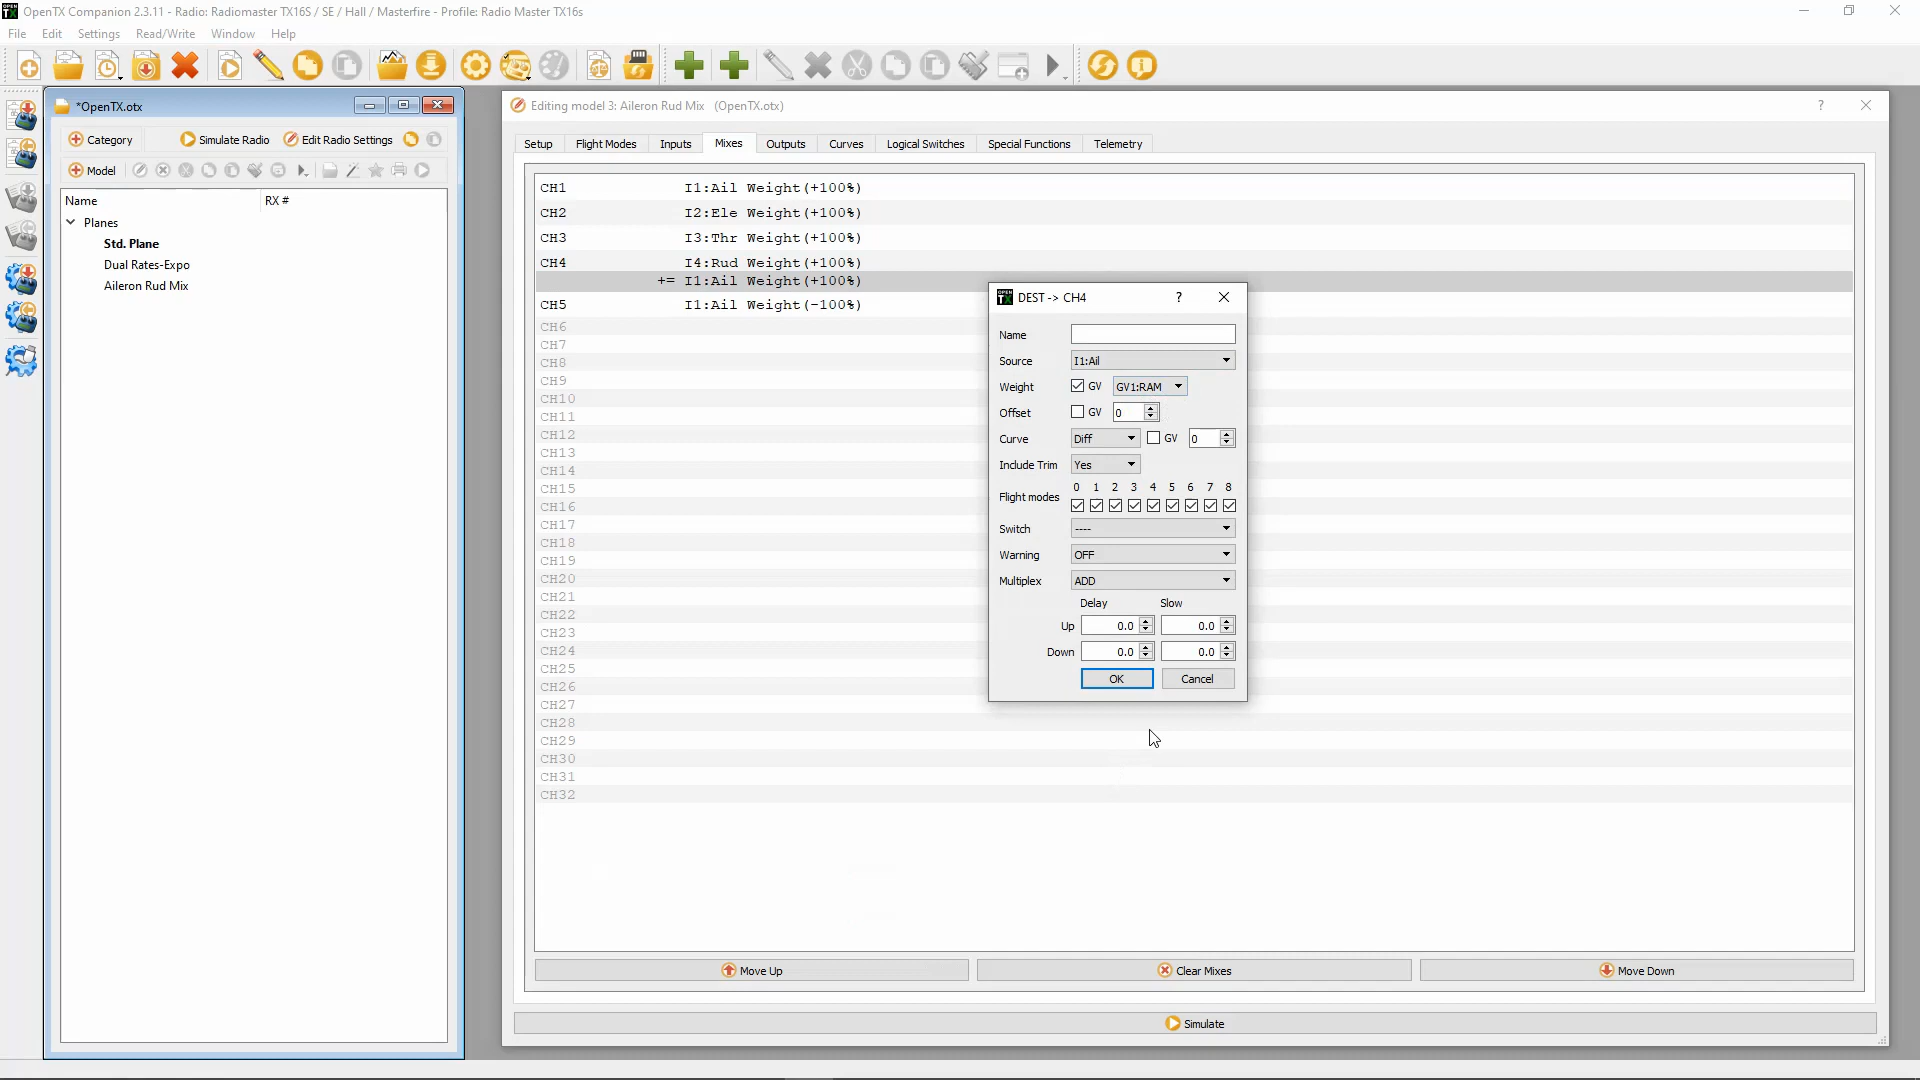 OpenTX Companion 2.3.11 - Radio: Radiomaster TX16S / SE / Hall / Masterfire - Profile: Radio Master TX16s
File Edit Settings Read/Write Window Help
*OpenTX.otx
Category Simulate Radio Edit Radio Settings
Model
Name RX #
Planes
Std. Plane
Dual Rates-Expo
Aileron Rud Mix
Editing model 3: Aileron Rud Mix (OpenTX.otx) ?
Setup Flight Modes Inputs Mixes Outputs Curves Logical Switches Special Functions Telemetry
CH1 I1:Ail Weight(+100%)
CH2 I2:Ele Weight(+100%)
CH3 I3:Thr Weight(+100%)
CH4 I4:Rud Weight(+100%)
+= I1:Ail Weight(+100%)
CH5 I1:Ail Weight(-100%)
CH6
CH7
CH8
CH9
CH10
CH11
CH12
CH13
CH14
CH15
CH16
CH17
CH18
CH19
CH20
CH21
CH22
CH23
CH24
CH25
CH26
CH27
CH28
CH29
CH30
CH31
CH32
OPEN TX DEST -> CH4 ?
Name
Source I1:Ail
Weight GV GV1:RAM
Offset GV 0
Curve Diff GV 0
Include Trim Yes
0 1 2 3 4 5 6 7 8
Flight modes
Switch ----
Warning OFF
Multiplex ADD
Delay Slow
Up 0.0 0.0
Down 0.0 0.0
OK Cancel
Move Up Clear Mixes Move Down
Simulate